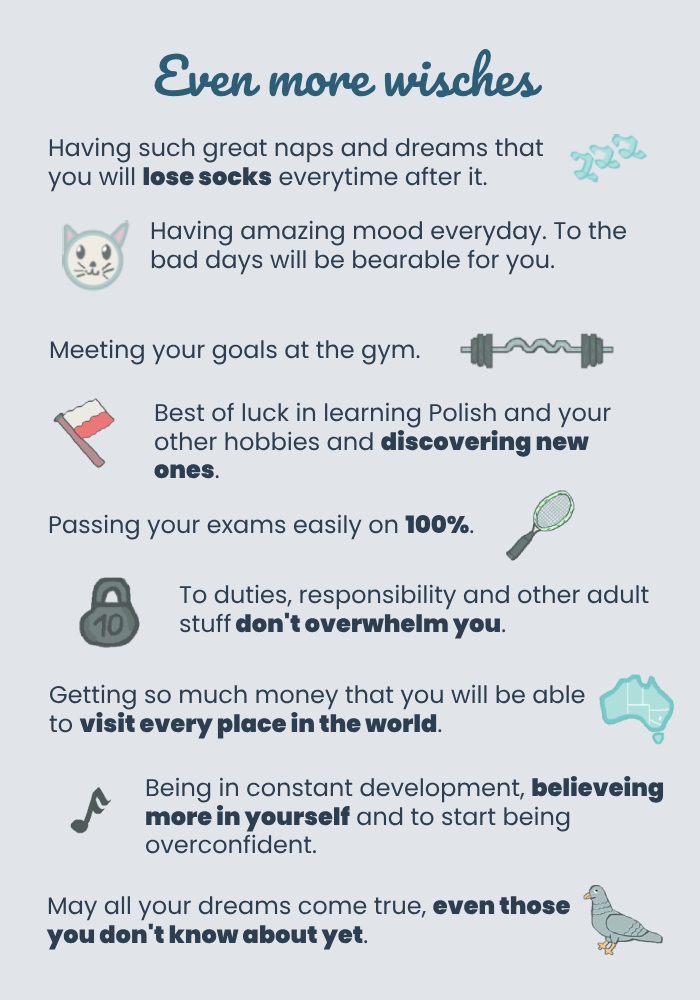 Even more wisches
Having such great naps and dreams that
you will lose socks everytime after it.
zzz
Having amazing mood everyday. To the
bad days will be bearable for you.
Meeting your goals at the gym.
Best of luck in learning Polish and your
other hobbies and discovering new
ones.
Passing your exams easily on 100%.
10
To duties, responsibility and other adult
stuff don't overwhelm you.
Getting so much money that you will be able
to visit every place in the world.
Being in constant development, believeing
more in yourself and to start being
overconfident.
May all your dreams come true, even those
you don't know about yet.